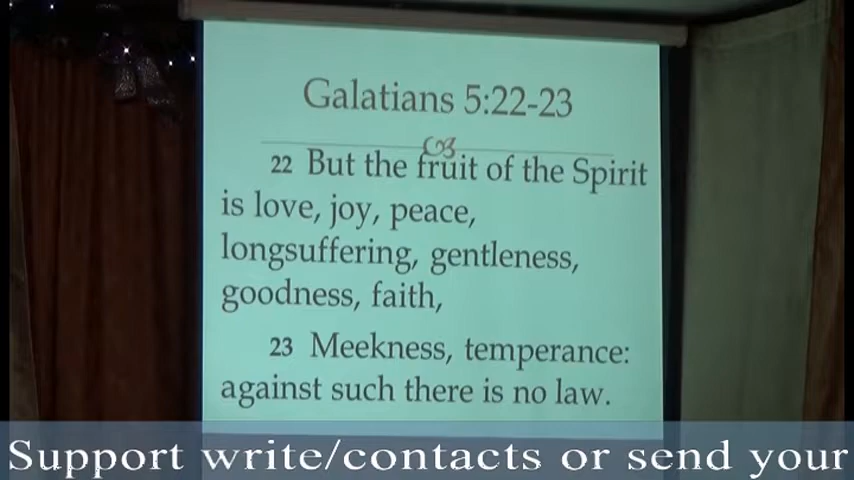 Galatians 5:22-23
22 But the fruit of the Spirit
is love, joy, peace,
longsuffering, gentleness,
goodness, faith,
23 Meekness, temperance:
against such there is no law.
Support write/contacts or send your